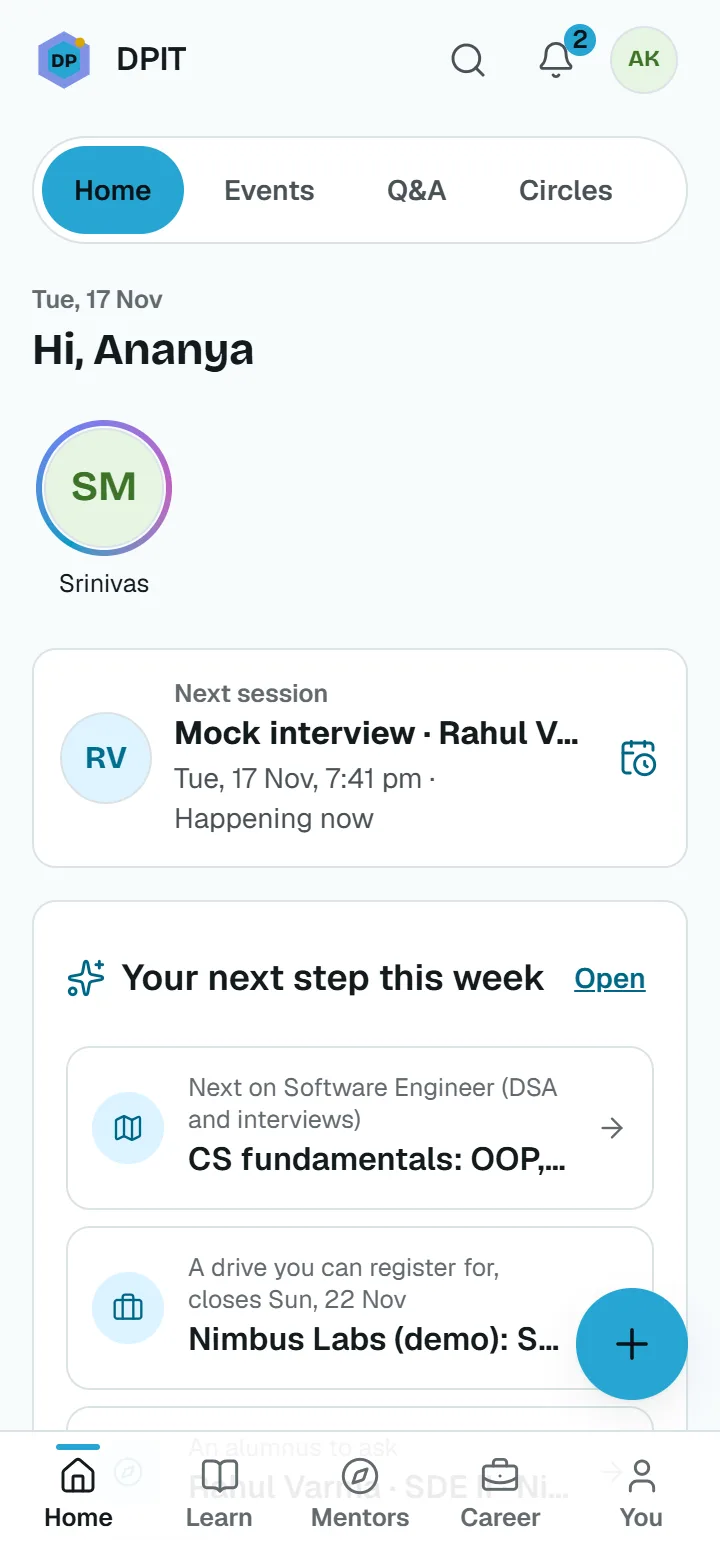 DP
DPIT
2
AK
Home
Events
Q&A
Circles
Tue, 17 Nov
Hi, Ananya
SM
Srinivas
Next session
RV
Mock interview · Rahul V...
Tue, 17 Nov, 7:41 pm ·
Happening now
Your next step this week
Open
Next on Software Engineer (DSA
and interviews)
CS fundamentals: OOP,...
A drive you can register for,
closes Sun, 22 Nov
Nimbus Labs (demo): S...
An alumnus to ask
Rahul Varma · SDE
Home
Learn
Mentors
Career
You